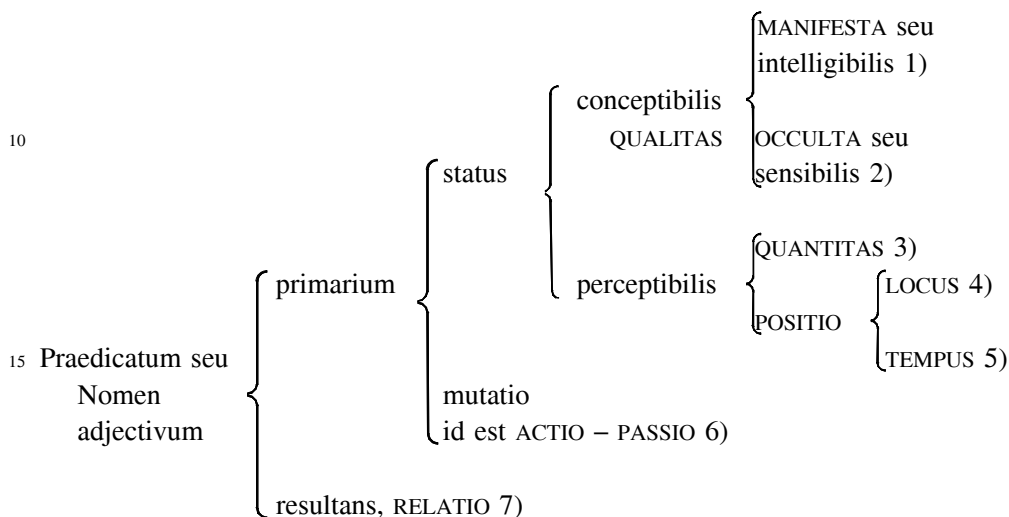 MANIFESTA seu
intelligibilis 1)
conceptibilis
10 QUALITAS OCCULTA seu
status sensibilis 2)
QUANTITAS 3)
primarium perceptibilis LOCUS 4)
POSITIO
15 Praedicatum seu TEMPUS 5)
Nomen mutatio
adjectivum id est ACTIO – PASSIO 6)
resultans, RELATIO 7)